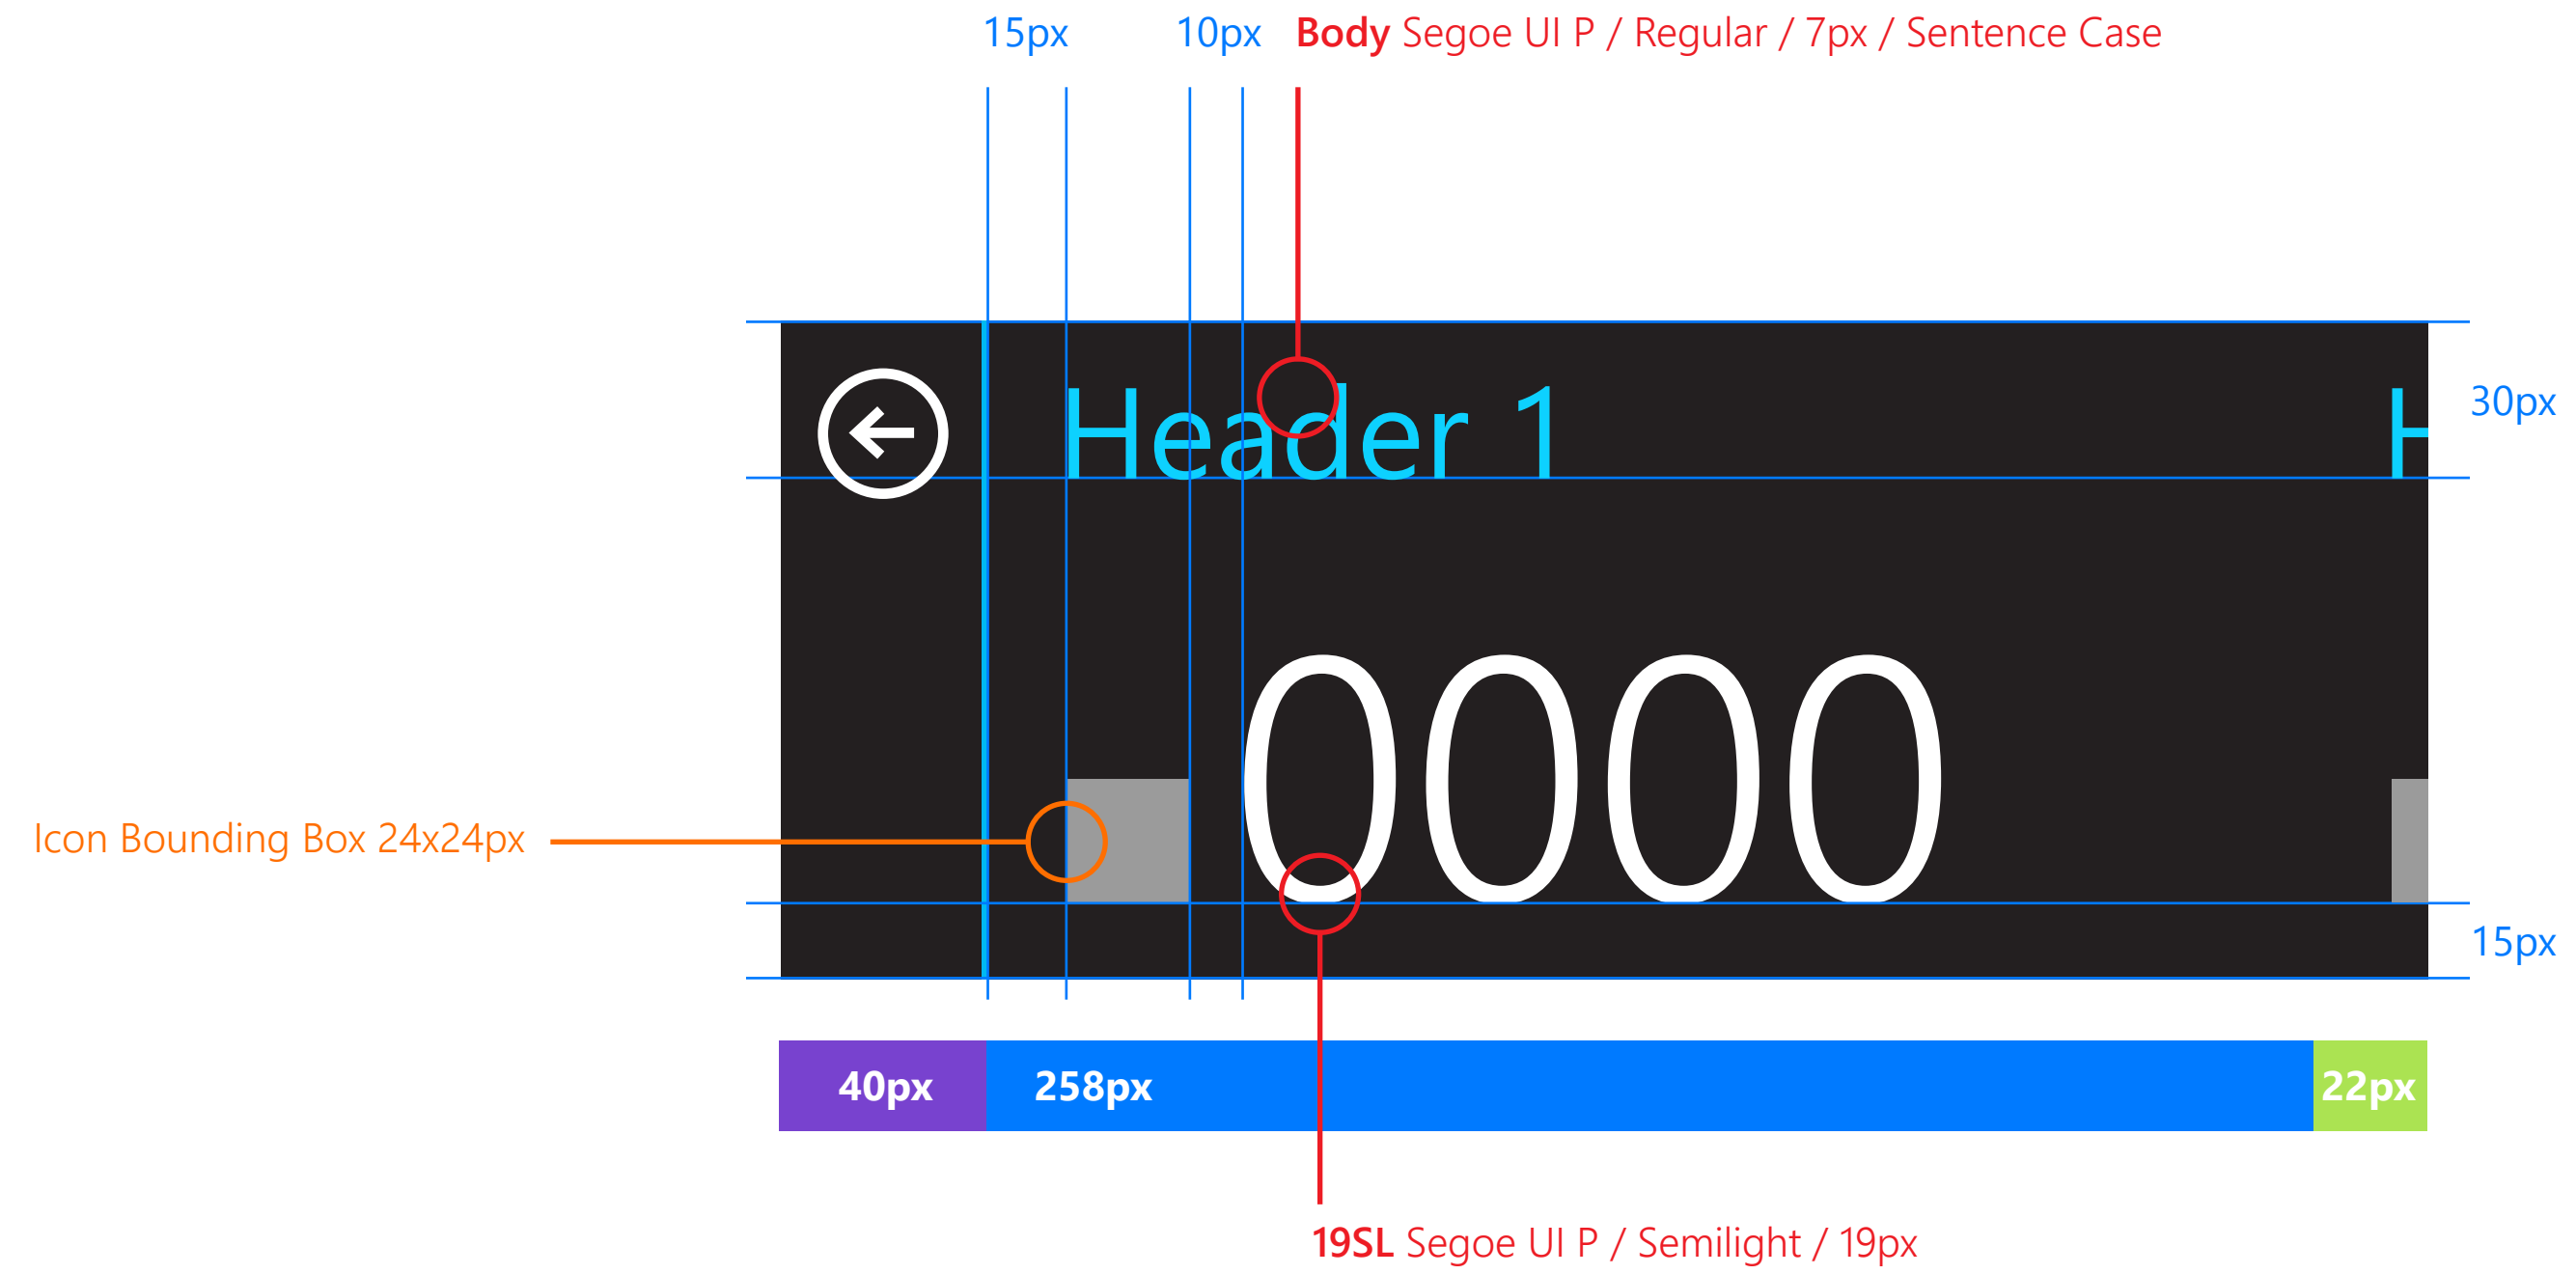 15px
10px
Body Segoe UI P / Regular / 7px / Sentence Case
Header 1
H
30px
0000
Icon Bounding Box 24x24px
15px
40px
258px
22px
19SL Segoe UI P / Semilight / 19px